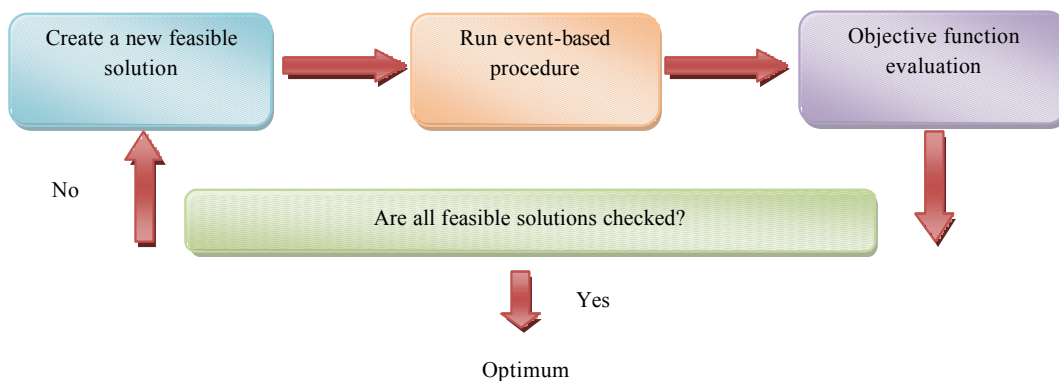 Create a new feasible
solution
Run event-based
procedure
Objective function
evaluation
No
Are all feasible solutions checked?
Yes
Optimum